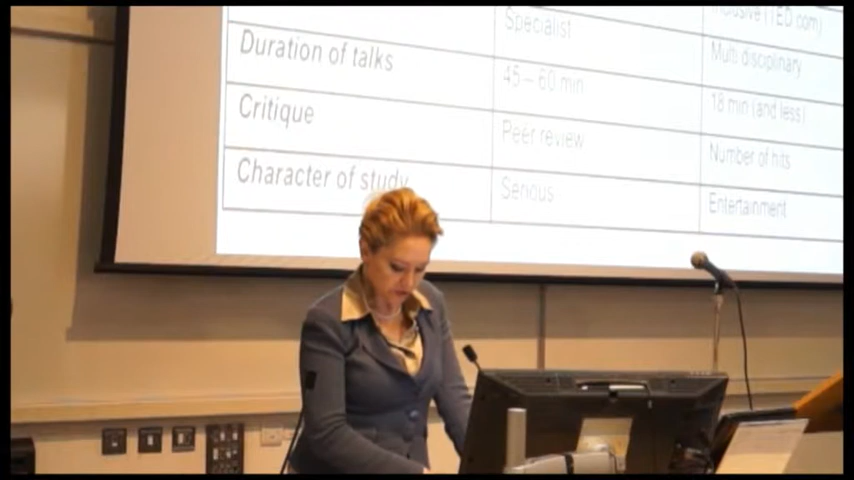 Specialist
Inclusive (TED.com)
Duration of talks
45 – 60 min
Multi disciplinary
Critique
Peer review
18 min (and less)
Character of study
Serious
Number of hits
Entertainment